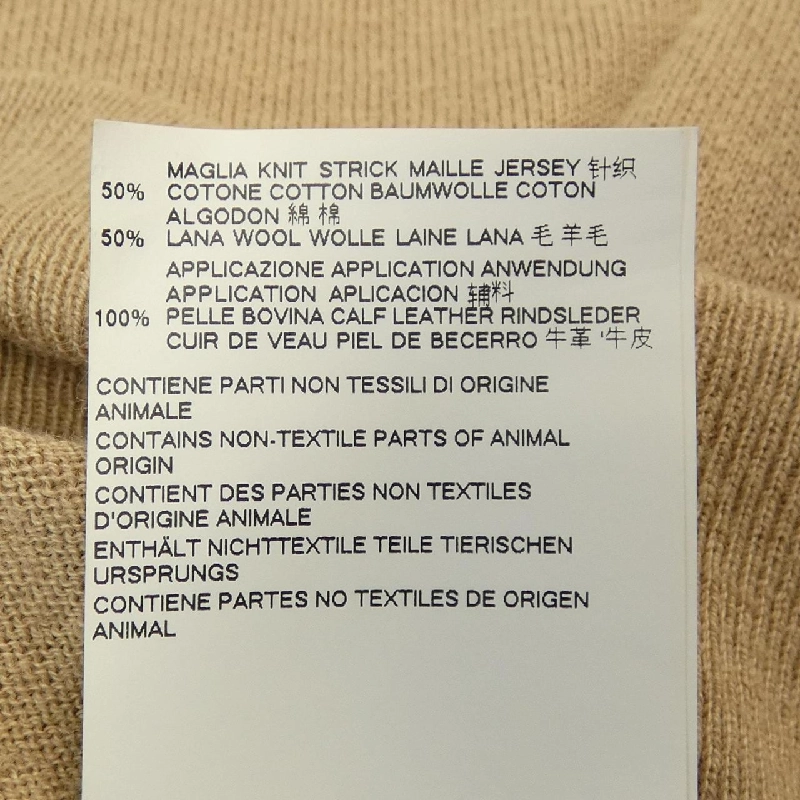 MAGLIA KNIT STRICK MAILLE JERSEY 针织
50% COTONE COTTON BAUMWOLLE COTON
ALGODON 綿 棉
50% LANA WOOL WOLLE LAINE LANA 毛 羊毛
APPLICAZIONE APPLICATION ANWENDUNG
APPLICATION APLICACION 辅料
100% PELLE BOVINA CALF LEATHER RINDSLEDER
CUIR DE VEAU PIEL DE BECERRO 牛革 '牛皮
CONTIENE PARTI NON TESSILI DI ORIGINE
ANIMALE
CONTAINS NON-TEXTILE PARTS OF ANIMAL
ORIGIN
CONTIENT DES PARTIES NON TEXTILES
D'ORIGINE ANIMALE
ENTHÄLT NICHTTEXTILE TEILE TIERISCHEN
URSPRUNGS
CONTIENE PARTES NO TEXTILES DE ORIGEN
ANIMAL